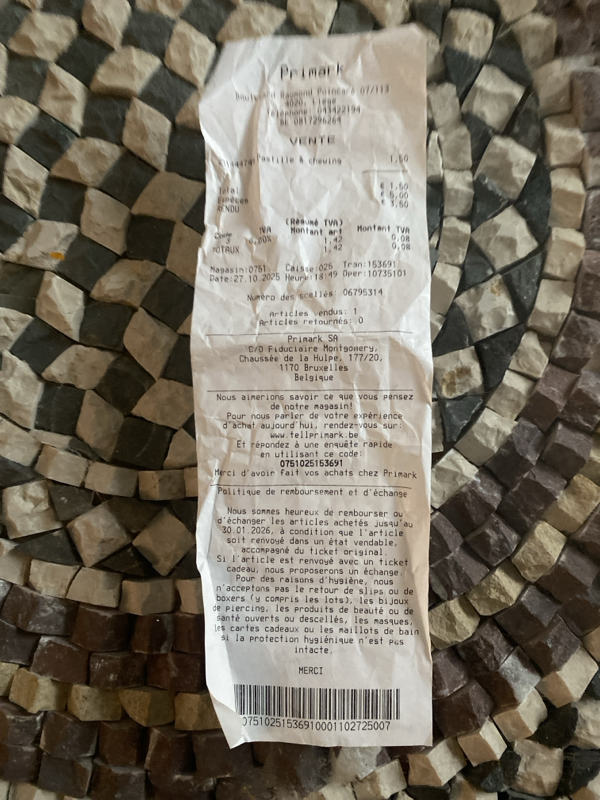 Primark
Boulevard Raymond Poincaré 07/113
4020, Liege
Téléphone: 043422194
BE 0817296264
VENTE
Pastille à chewing 1,50
Total € 1,50
Espèces € 5,00
RENDU € 3,50
(Résumé TVA)
Code TVA Montant art Montant TVA
3 6,00% 1,42 0,08
TOTAUX 1,42 0,08
Magasin:0751 Caisse:025 Tran:153691
Date:27.10.2025 Heure:18:49 Oper:10735101
Numéro des scellés: 06795314
Articles vendus: 1
Articles retournés: 0
Primark SA
C/O Fiduciaire Montgomery,
Chaussée de la Hulpe, 177/20,
1170 Bruxelles
Belgique
Nous aimerions savoir ce que vous pensez
de notre magasin!
Pour nous parler de votre expérience
d'achat aujourd'hui, rendez-vous sur:
www.tellprimark.be
Et répondez à une enquête rapide
en utilisant ce code:
0751025153691
Merci d'avoir fait vos achats chez Primark
Politique de remboursement et d'échange
Nous sommes heureux de rembourser ou
d'échanger les articles achetés jusqu'au
30.01.2026, à condition que l'article
soit renvoyé dans un état vendable,
accompagné du ticket original.
Si l'article est renvoyé avec un ticket
cadeau, nous proposerons un échange.
Pour des raisons d'hygiène, nous
n'acceptons pas le retour de slips ou de
boxers (y compris les lots), les bijoux
de piercing, les produits de beauté ou de
santé ouverts ou descellés, les masques,
les cartes cadeaux ou les maillots de bain
si la protection hygiénique n'est pas
intacte.
MERCI
07510251536910001102725007